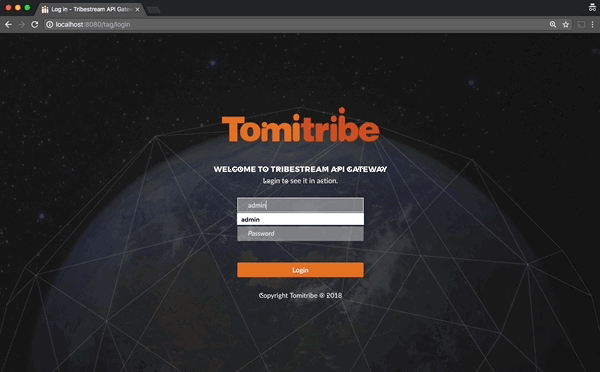 Log in - Tribestream API Gatew
localhost:8080/tag/login
Tomitribe
WELCOME TO TRIBESTREAM API GATEWAY
Login to see it in action.
admin
admin
Password
Login
Copyright Tomitribe @ 2018